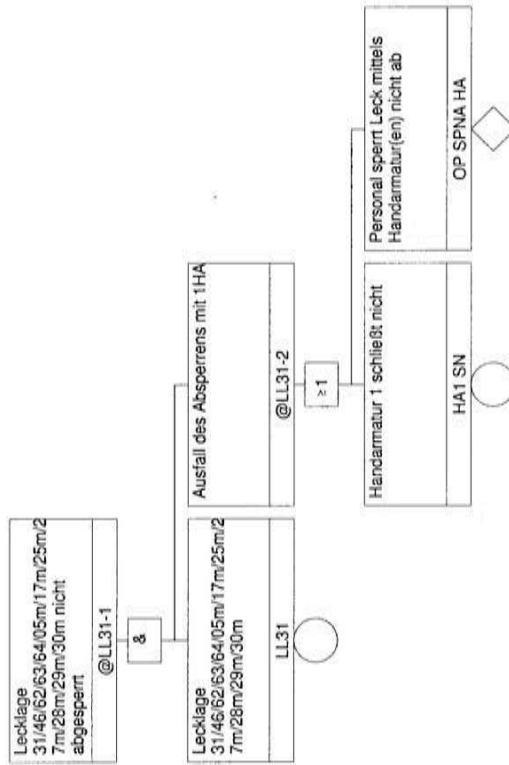 Lecklage
31/46/62/63/64/05m/17m/25m/2
7m/28m/29m/30m nicht
abgesperrt
@LL31-1
&
Lecklage
31/46/62/63/64/05m/17m/25m/2
7m/28m/29m/30m
LL31
Ausfall des Absperrens mit 1HA
@LL31-2
≥1
Handarmatur 1 schließt nicht
HA1 SN
Personal sperrt Leck mittels
Handarmatur(en) nicht ab
OP SPNA HA